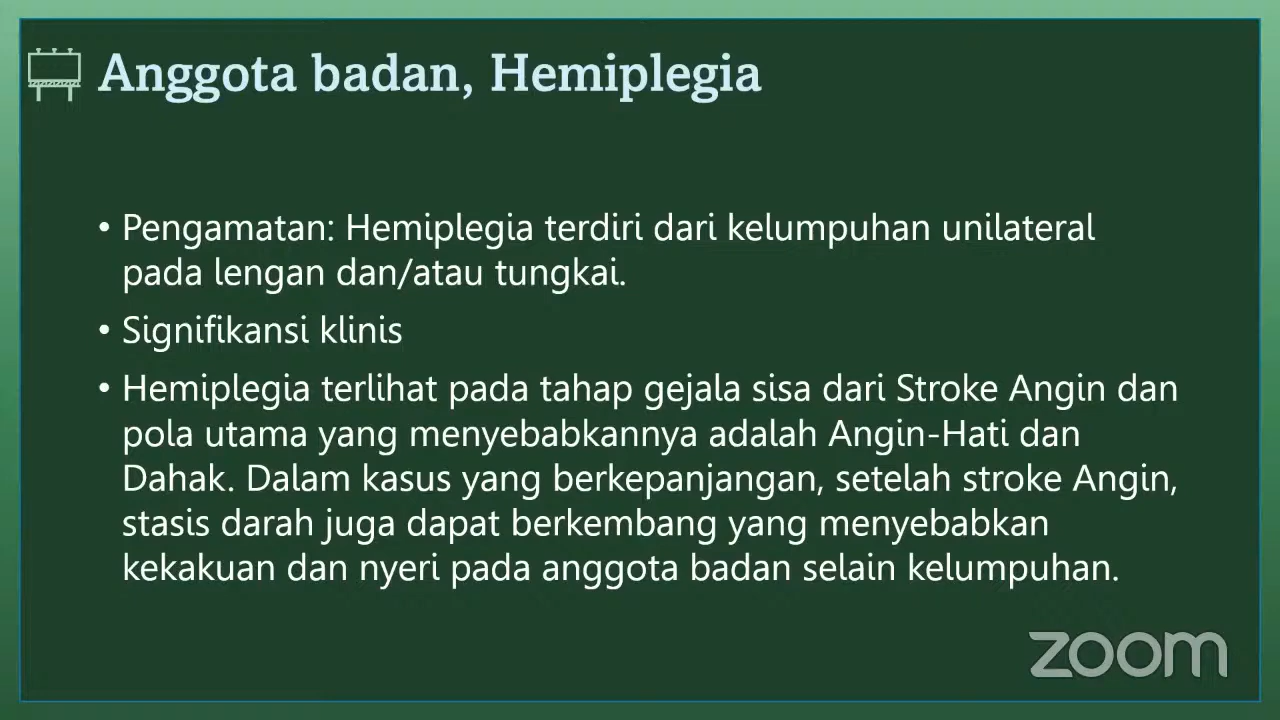 Anggota badan, Hemiplegia
• Pengamatan: Hemiplegia terdiri dari kelumpuhan unilateral
pada lengan dan/atau tungkai.
• Signifikansi klinis
• Hemiplegia terlihat pada tahap gejala sisa dari Stroke Angin dan
pola utama yang menyebabkannya adalah Angin-Hati dan
Dahak. Dalam kasus yang berkepanjangan, setelah stroke Angin,
stasis darah juga dapat berkembang yang menyebabkan
kekakuan dan nyeri pada anggota badan selain kelumpuhan.
zoom